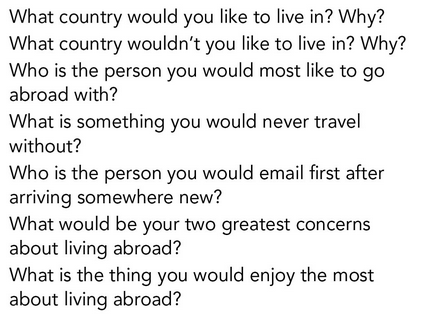 What country would you like to live in? Why?
What country wouldn't you like to live in? Why?
Who is the person you would most like to go
abroad with?
What is something you would never travel
without?
Who is the person you would email first after
arriving somewhere new?
What would be your two greatest concerns
about living abroad?
What is the thing you would enjoy the most
about living abroad?